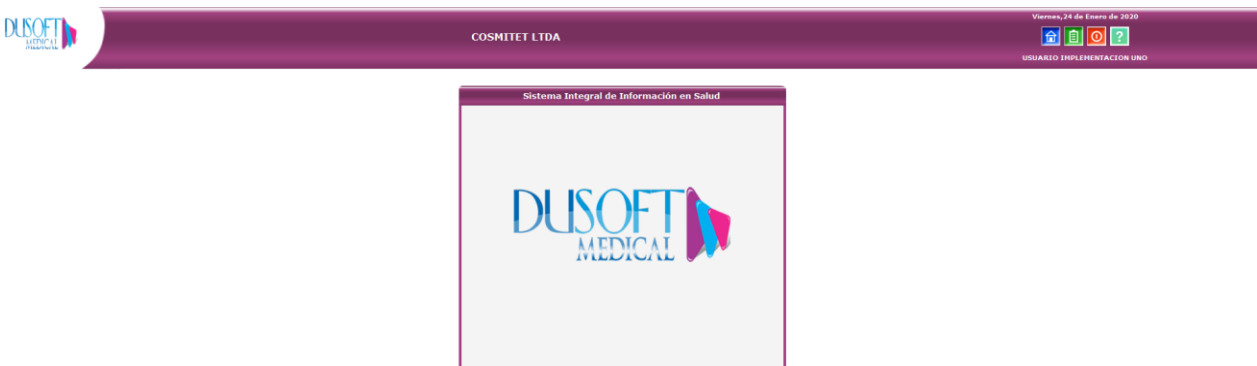 DUSOFT
MEDICAL
COSMITET LTDA
Viernes,24 de Enero de 2020
?
USUARIO IMPLEMENTACION UNO
Sistema Integral de Información en Salud
DUSOFT
MEDICAL